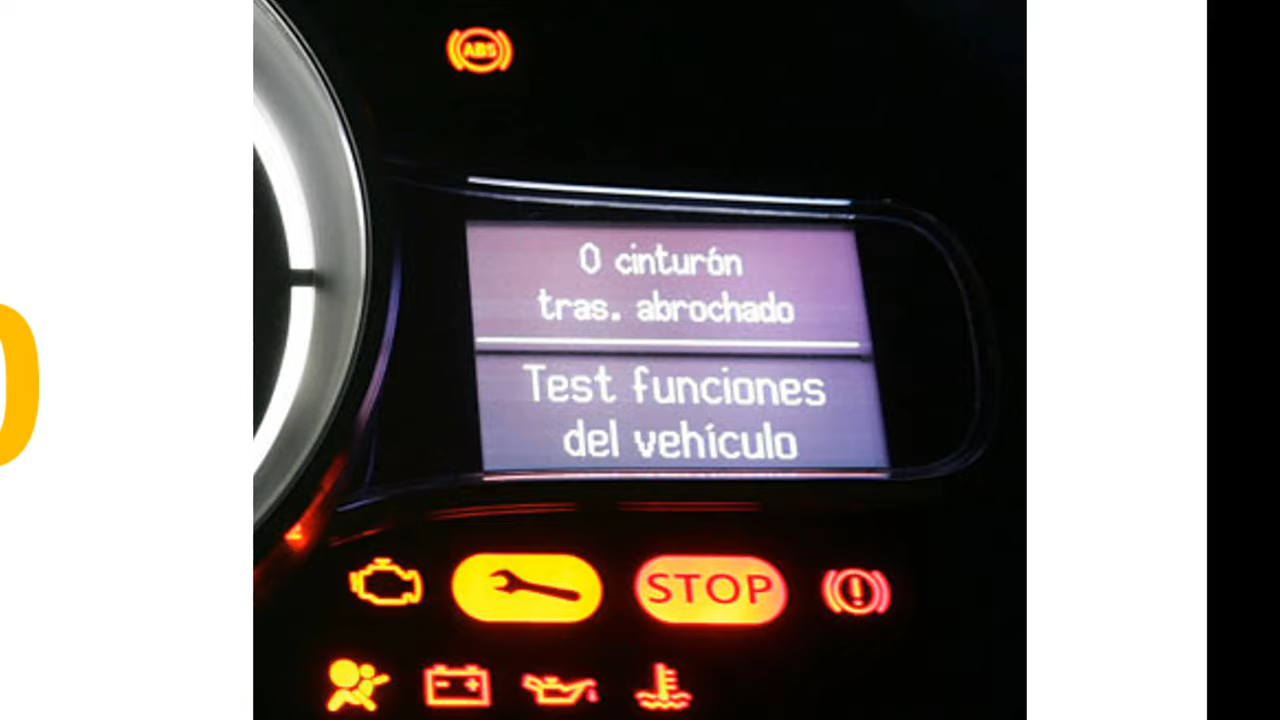 ABS
0 cinturón
tras. abrochado
Test funciones
del vehículo
STOP